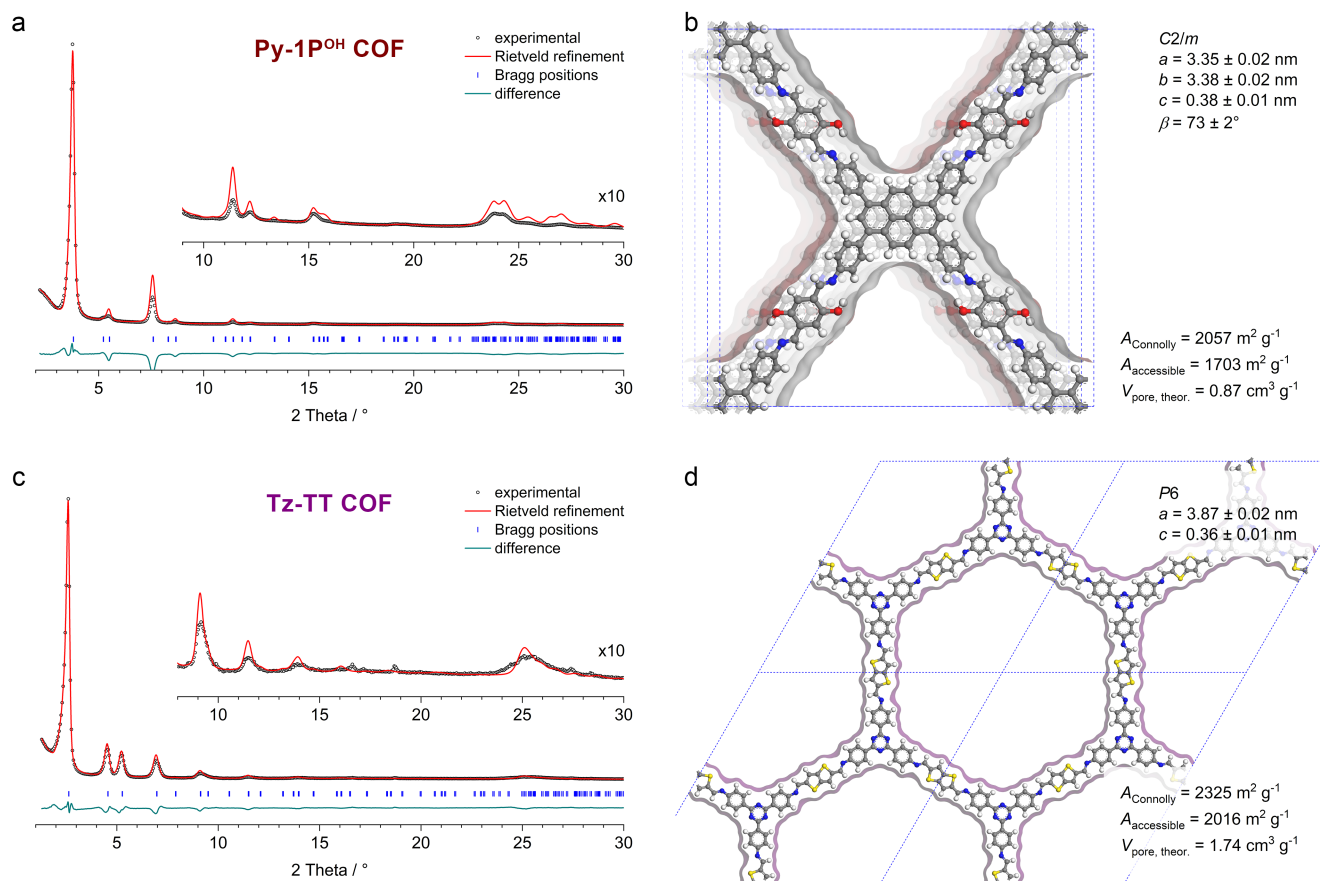 a
Py-1P^OH COF
experimental
Rietveld refinement
Bragg positions
difference
x10
10 15 20 25 30
5 10 15 20 25 30
2 Theta / °
b
C2/m
a = 3.35 ± 0.02 nm
b = 3.38 ± 0.02 nm
c = 0.38 ± 0.01 nm
β = 73 ± 2°
A_Connolly = 2057 m² g⁻¹
A_accessible = 1703 m² g⁻¹
V_pore, theor. = 0.87 cm³ g⁻¹
c
Tz-TT COF
experimental
Rietveld refinement
Bragg positions
difference
x10
10 15 20 25 30
5 10 15 20 25 30
2 Theta / °
d
P6
a = 3.87 ± 0.02 nm
c = 0.36 ± 0.01 nm
A_Connolly = 2325 m² g⁻¹
A_accessible = 2016 m² g⁻¹
V_pore, theor. = 1.74 cm³ g⁻¹